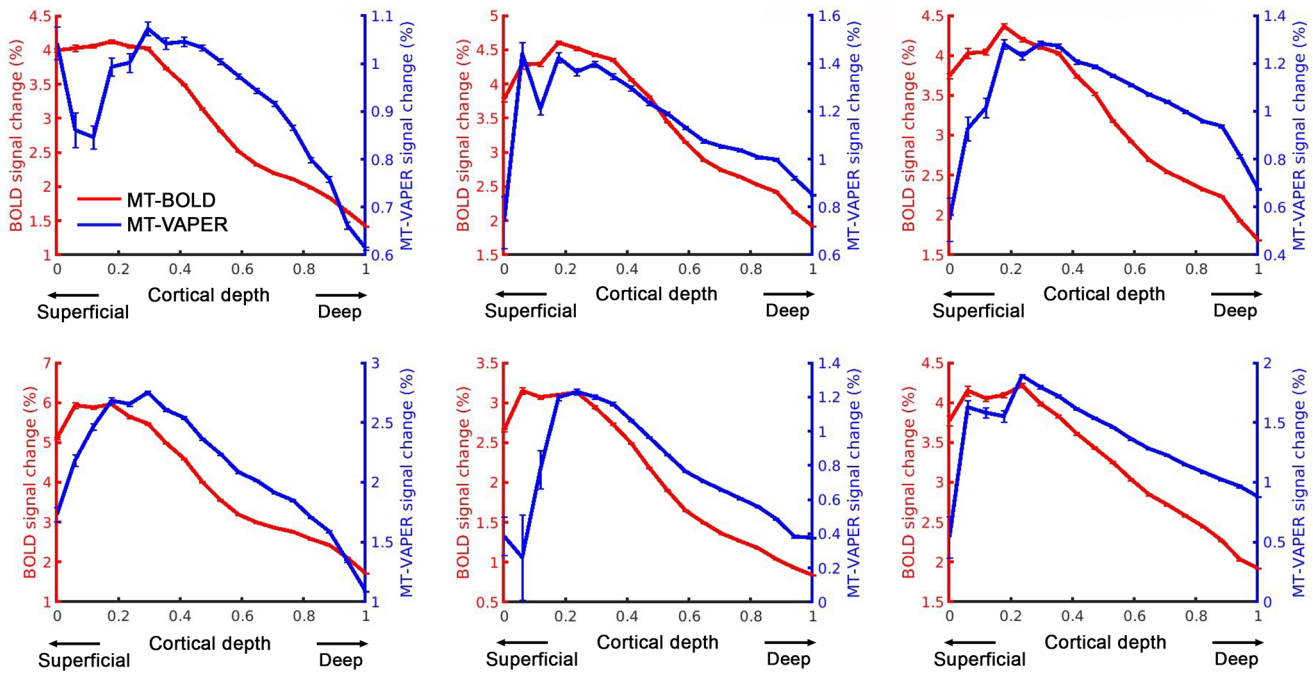 BOLD signal change (%)
4.5
4
3.5
3
2.5
2
1.5
1
MT-BOLD
MT-VAPER
1.1
1
0.9
0.8
0.7
0.6
MT-VAPER signal change (%)
0 0.2 0.4 0.6 0.8 1
Cortical depth
Superficial Deep
BOLD signal change (%)
5
4.5
4
3.5
3
2.5
2
1.5
1
1.6
1.4
1.2
1
0.8
0.6
MT-VAPER signal change (%)
0 0.2 0.4 0.6 0.8 1
Cortical depth
Superficial Deep
BOLD signal change (%)
4.5
4
3.5
3
2.5
2
1.5
1.4
1.2
1
0.8
0.6
0.4
MT-VAPER signal change (%)
0 0.2 0.4 0.6 0.8 1
Cortical depth
Superficial Deep
BOLD signal change (%)
7
6
5
4
3
2
1
3
2.5
2
1.5
1
MT-VAPER signal change (%)
0 0.2 0.4 0.6 0.8 1
Cortical depth
Superficial Deep
BOLD signal change (%)
3.5
3
2.5
2
1.5
1
0.5
1.4
1.2
1
0.8
0.6
0.4
0.2
0
MT-VAPER signal change (%)
0 0.2 0.4 0.6 0.8 1
Cortical depth
Superficial Deep
BOLD signal change (%)
4.5
4
3.5
3
2.5
2
1.5
2
1.5
1
0.5
0
MT-VAPER signal change (%)
0 0.2 0.4 0.6 0.8 1
Cortical depth
Superficial Deep